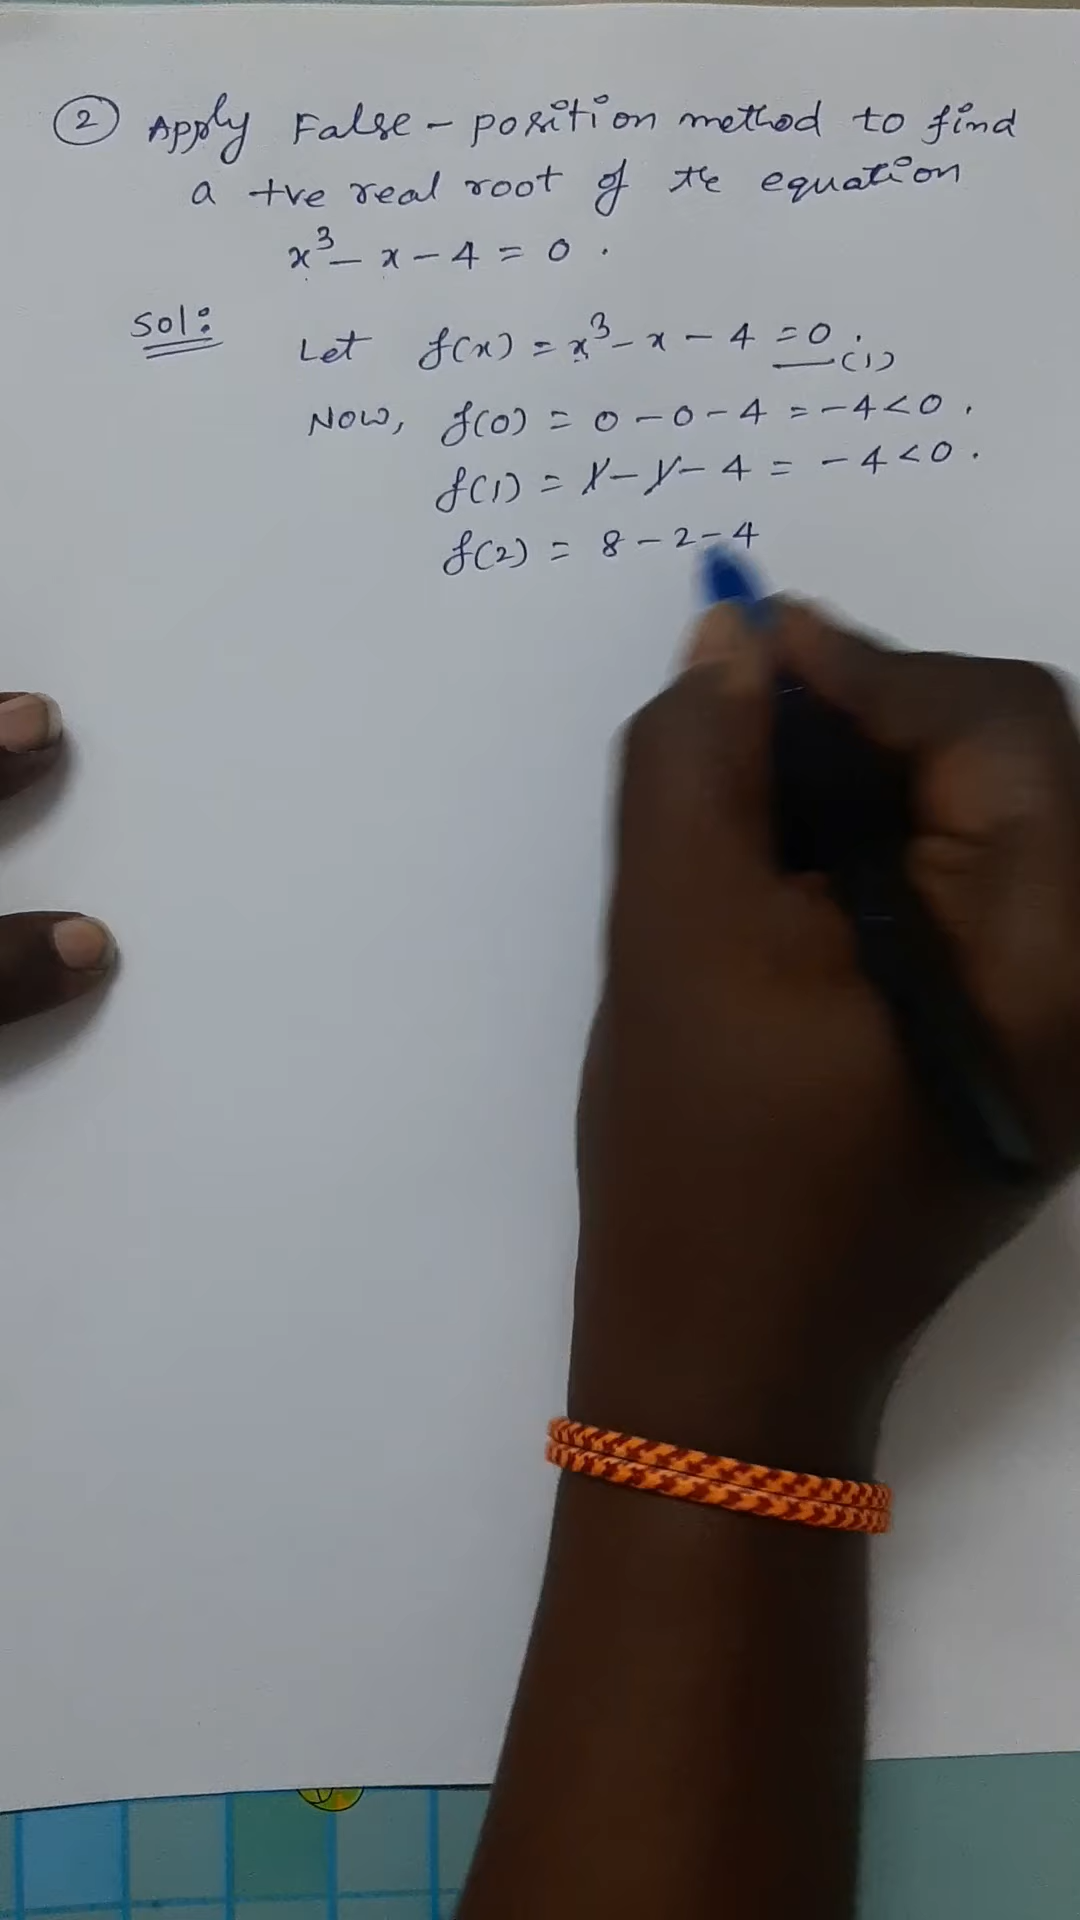 ② Apply False-position method to find
a +ve real root of the equation
x³ - x - 4 = 0 .
Sol:
Let f(x) = x³ - x - 4 = 0 . —(1)
Now, f(0) = 0 - 0 - 4 = -4 < 0 .
f(1) = 1 - 1 - 4 = -4 < 0 .
f(2) = 8 - 2 - 4